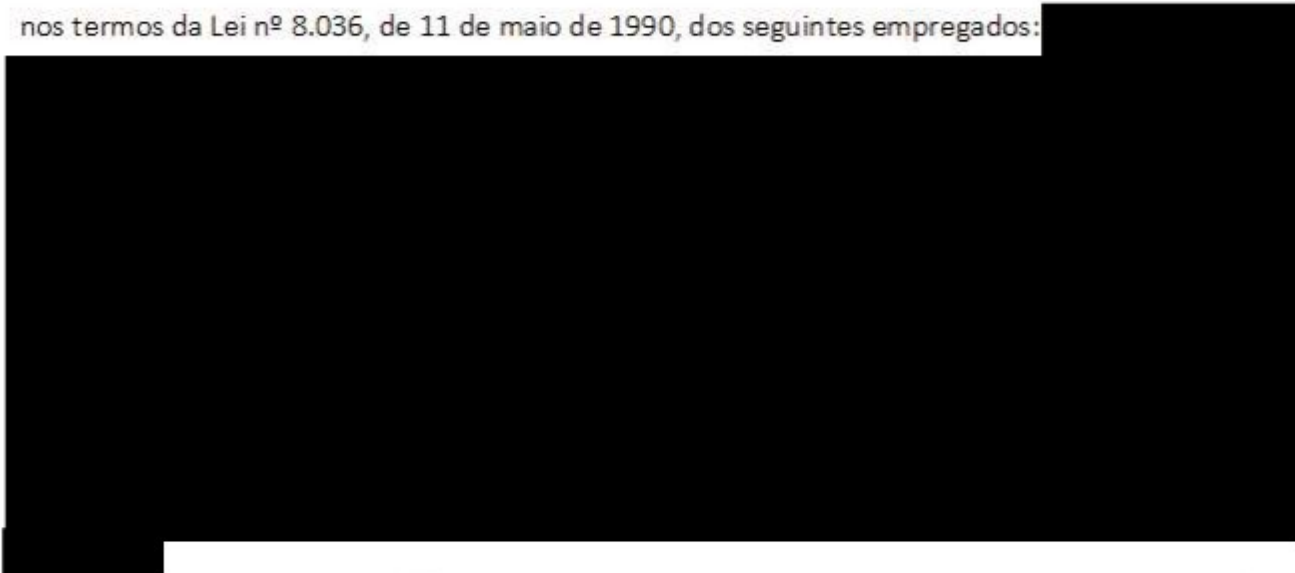 nos termos da Lei nº 8.036, de 11 de maio de 1990, dos seguintes empregados: